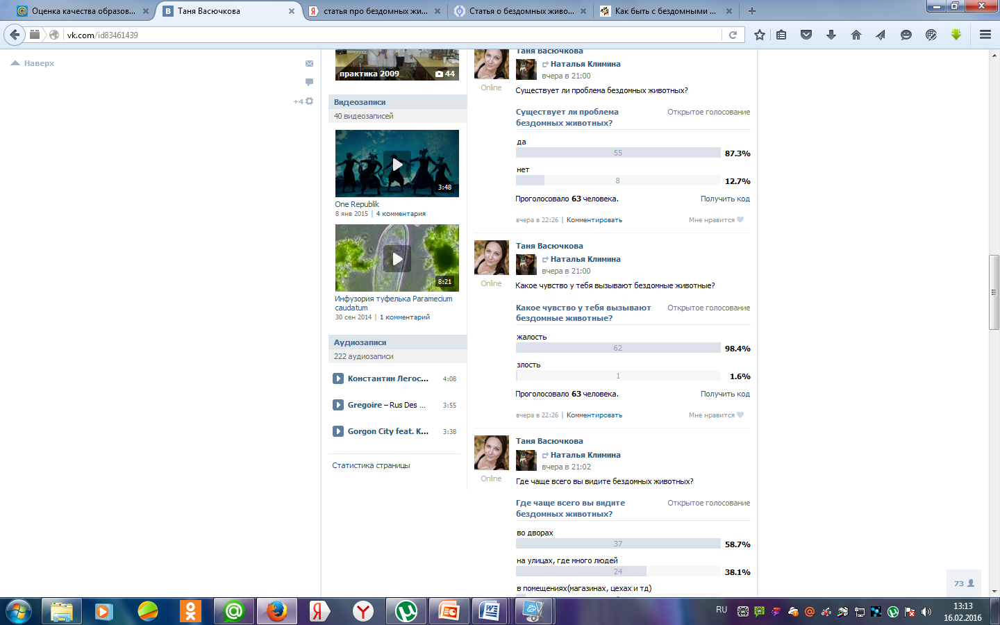 Оценка качества образов...
Таня Васючкова
статья про бездомных жи...
Статья о бездомных живо...
Как быть с бездомными ...
vk.com/id83461439
Наверх
+4
практика 2009
44
Видеозаписи
40 видеозаписей
3:48
One Republik
8 янв 2015 | 4 комментария
8:21
Инфузория туфелька Paramecium
caudatum
30 сен 2014 | 1 комментарий
Аудиозаписи
222 аудиозаписи
Константин Легос... 4:08
Gregoire – Rus Des ... 3:55
Gorgon City feat. K... 3:38
Статистика страницы
Таня Васючкова
Наталья Климина
вчера в 21:00
Online
Существует ли проблема бездомных животных?
Существует ли проблема
бездомных животных?
Открытое голосование
да
55 87.3%
нет
8 12.7%
Проголосовало 63 человека. Получить код
вчера в 22:26 | Комментировать Мне нравится
Таня Васючкова
Наталья Климина
вчера в 21:00
Online
Какое чувство у тебя вызывают бездомные животные?
Какое чувство у тебя вызывают
бездомные животные?
Открытое голосование
жалость
62 98.4%
злость
1 1.6%
Проголосовало 63 человека. Получить код
вчера в 22:26 | Комментировать Мне нравится
Таня Васючкова
Наталья Климина
вчера в 21:02
Online
Где чаще всего вы видите бездомных животных?
Где чаще всего вы видите
бездомных животных?
Открытое голосование
во дворах
37 58.7%
на улицах, где много людей
24 38.1%
в помещениях(магазинах, цехах и тд)
73
RU
13:13
16.02.2016